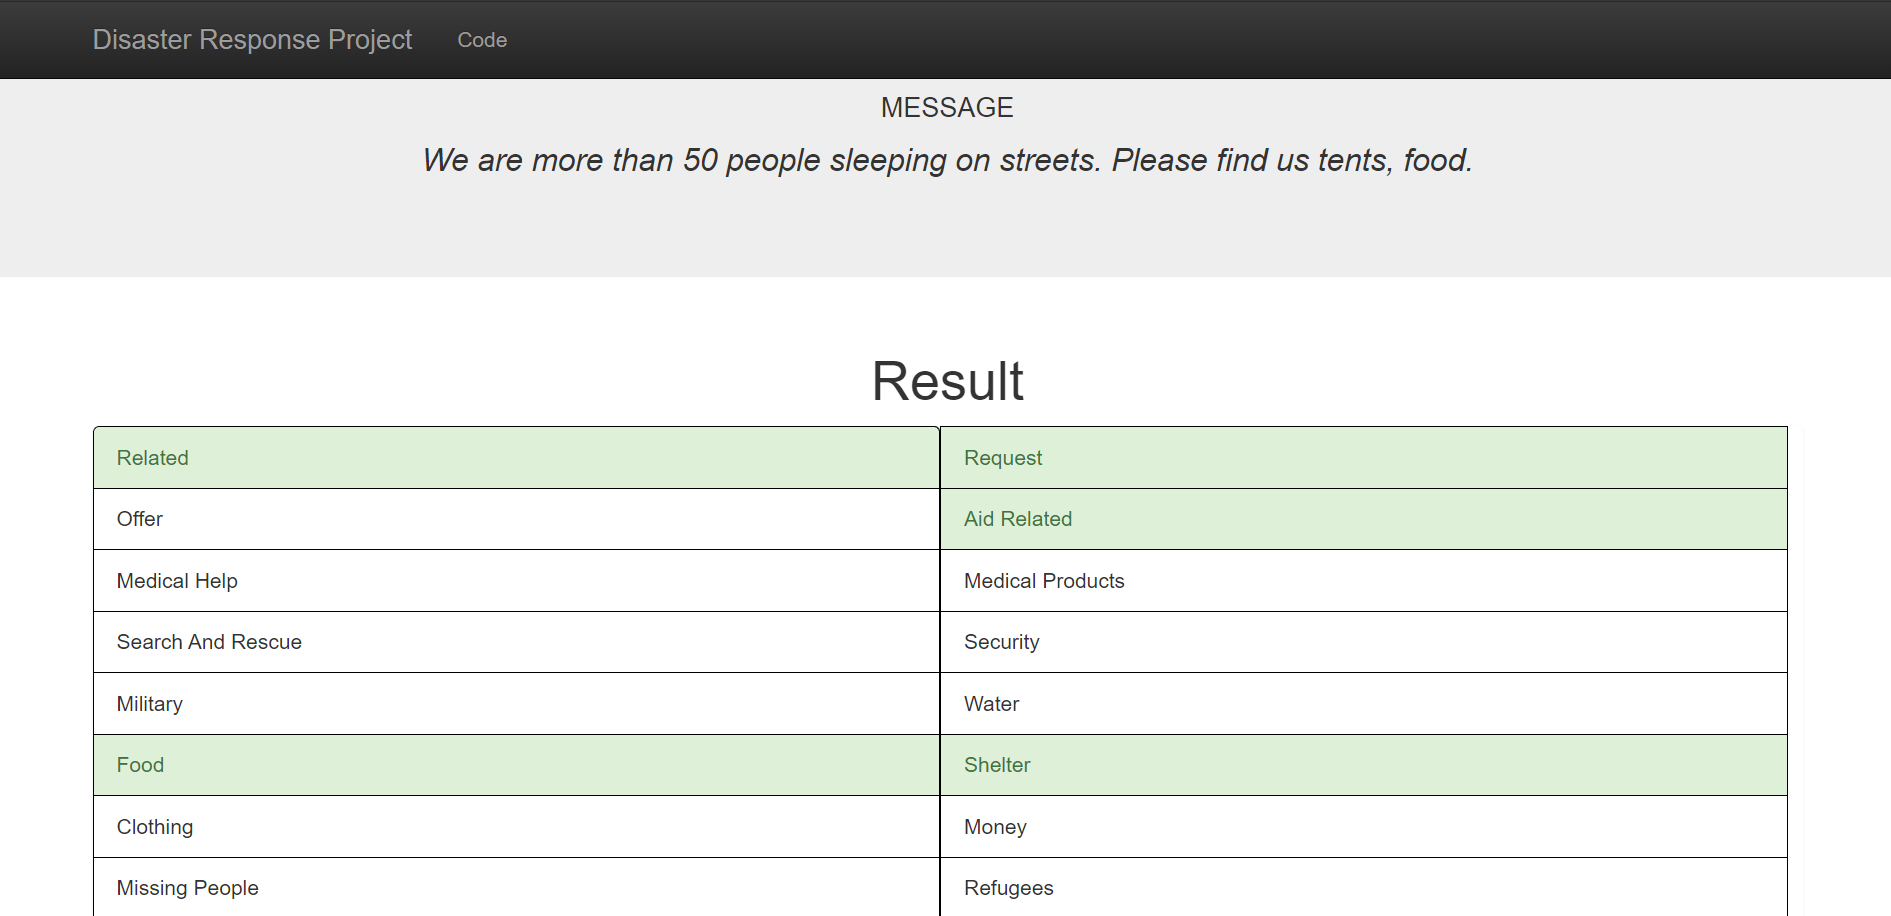 Disaster Response Project Code
MESSAGE
We are more than 50 people sleeping on streets. Please find us tents, food.
Result
Related Request
Offer Aid Related
Medical Help Medical Products
Search And Rescue Security
Military Water
Food Shelter
Clothing Money
Missing People Refugees